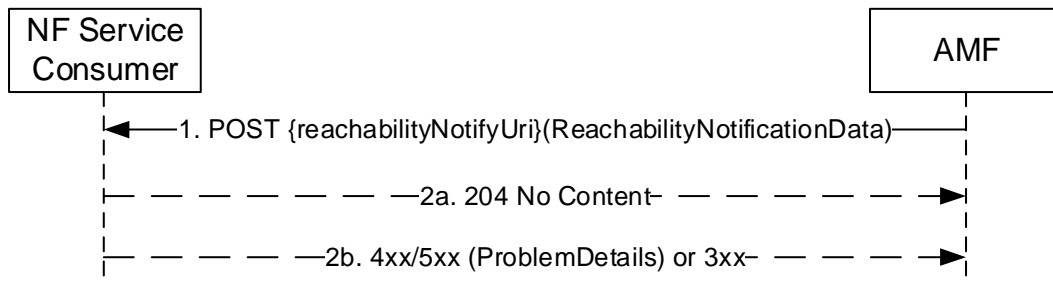 NF Service
Consumer
AMF
1. POST {reachabilityNotifyUri}(ReachabilityNotificationData)
2a. 204 No Content
2b. 4xx/5xx (ProblemDetails) or 3xx